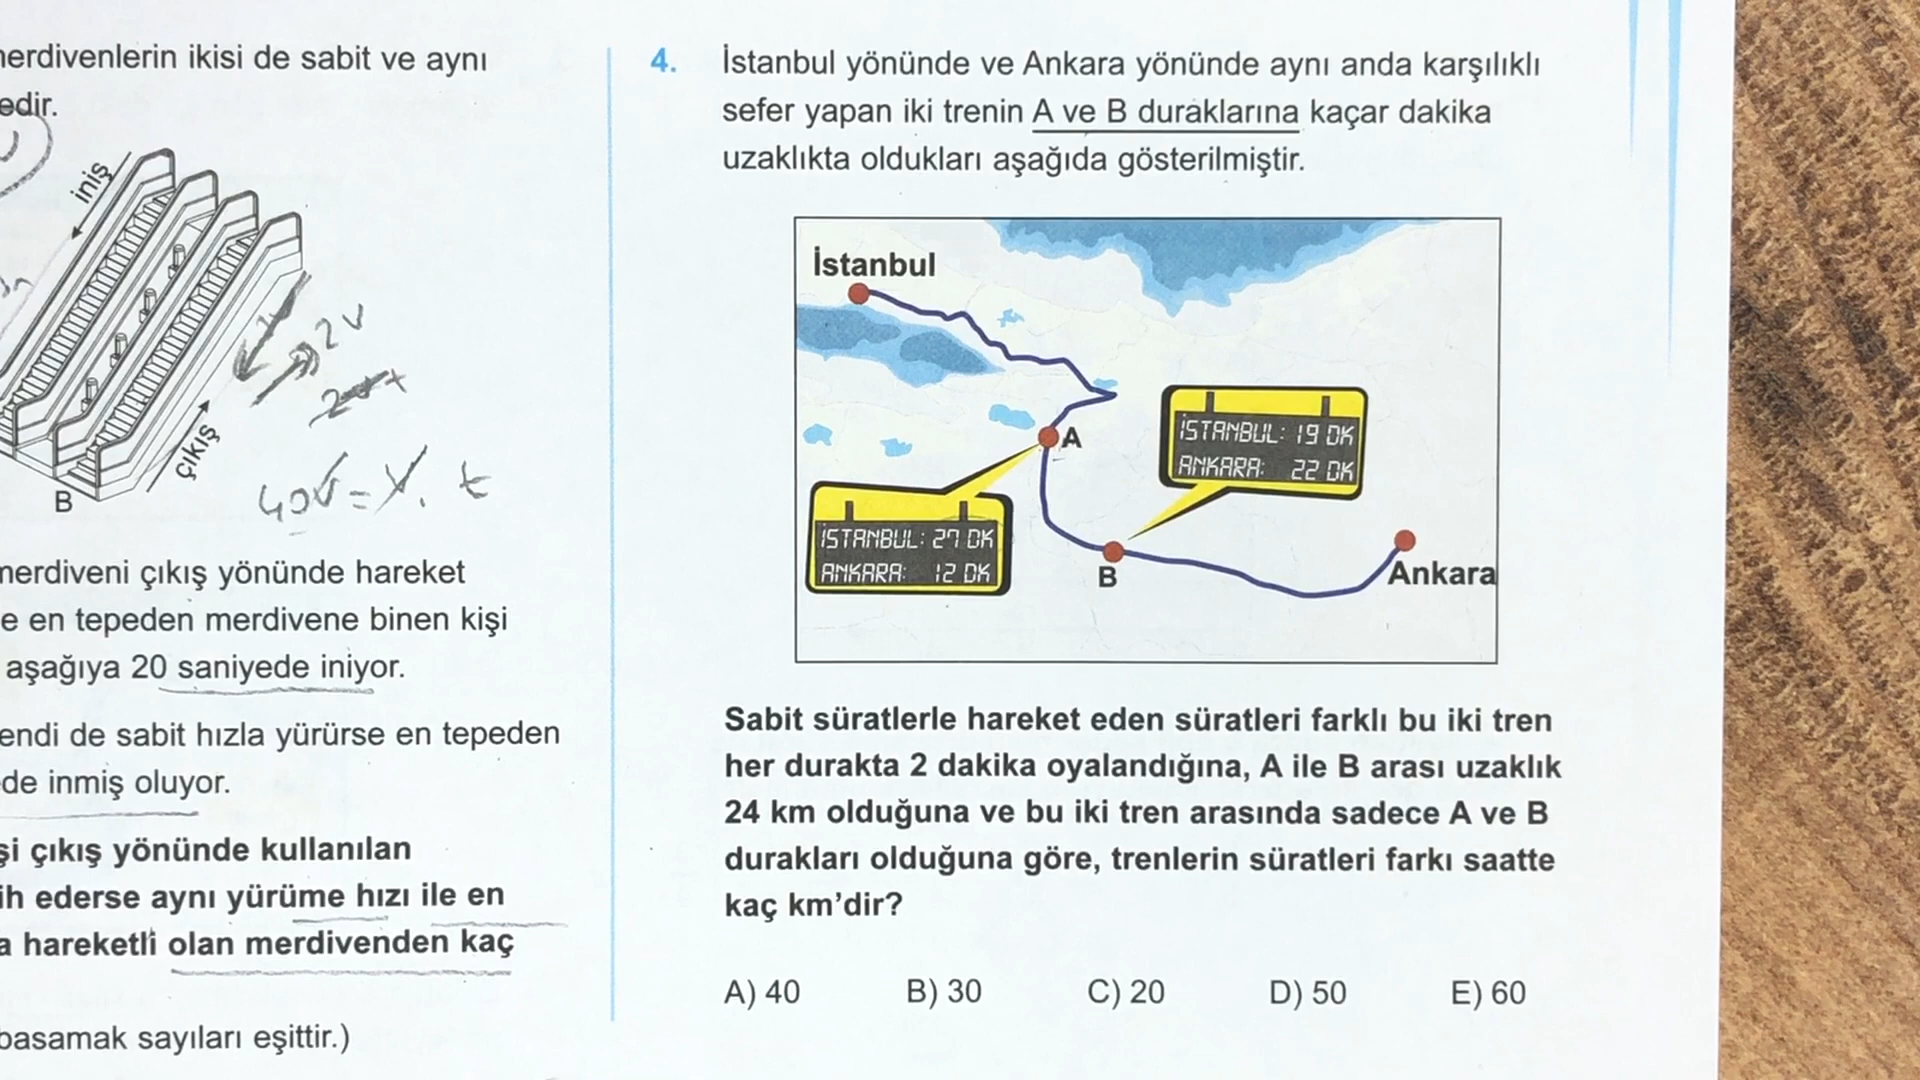 merdivenlerin ikisi de sabit ve aynı
edir.
iniş
çıkış
B
2v
40v = v. t
merdiveni çıkış yönünde hareket
e en tepeden merdivene binen kişi
aşağıya 20 saniyede iniyor.
endi de sabit hızla yürürse en tepeden
de inmiş oluyor.
şi çıkış yönünde kullanılan
ih ederse aynı yürüme hızı ile en
a hareketli olan merdivenden kaç
basamak sayıları eşittir.)
4. İstanbul yönünde ve Ankara yönünde aynı anda karşılıklı
sefer yapan iki trenin A ve B duraklarına kaçar dakika
uzaklıkta oldukları aşağıda gösterilmiştir.
İstanbul
A
İSTANBUL: 19 DK
ANKARA: 22 DK
İSTANBUL: 27 DK
ANKARA: 12 DK
B
Ankara
Sabit süratlerle hareket eden süratleri farklı bu iki tren
her durakta 2 dakika oyalandığına, A ile B arası uzaklık
24 km olduğuna ve bu iki tren arasında sadece A ve B
durakları olduğuna göre, trenlerin süratleri farkı saatte
kaç km'dir?
A) 40 B) 30 C) 20 D) 50 E) 60